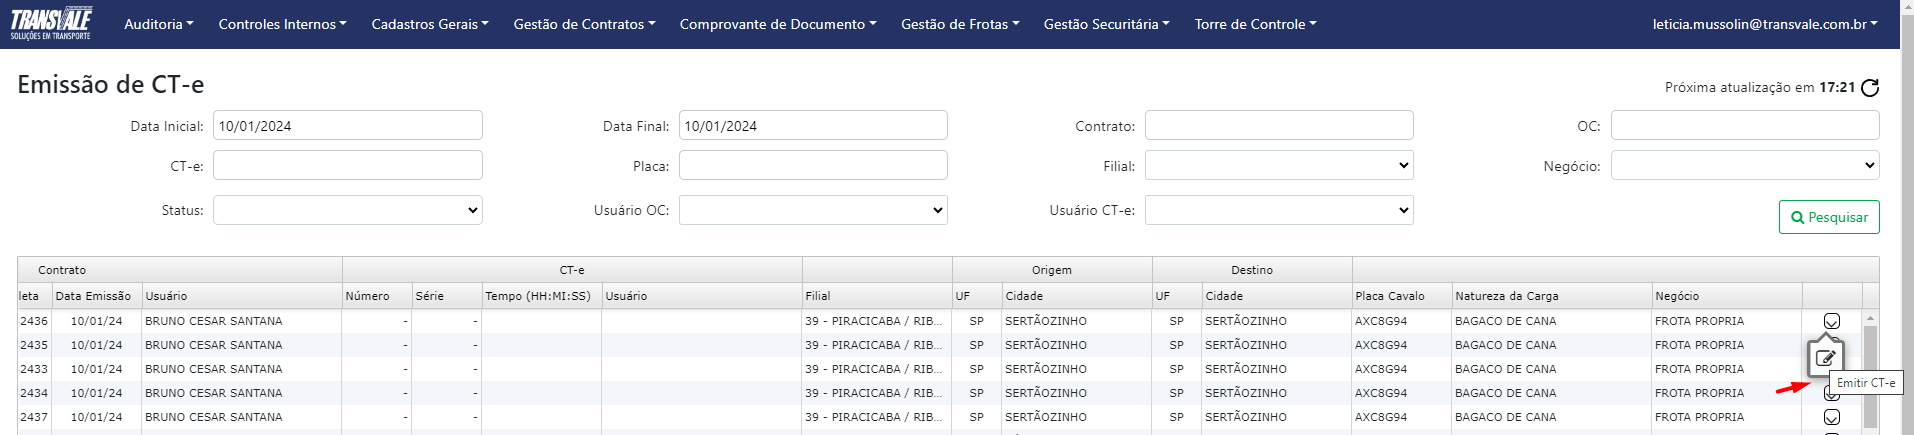 TRANSVALE
SOLUÇÕES EM TRANSPORTE
Auditoria Controles Internos Cadastros Gerais Gestão de Contratos Comprovante de Documento Gestão de Frotas Gestão Securitária Torre de Controle leticia.mussolin@transvale.com.br
Emissão de CT-e
Próxima atualização em 17:21
Data Inicial: 10/01/2024 Data Final: 10/01/2024 Contrato: OC:
CT-e: Placa: Filial: Negócio:
Status: Usuário OC: Usuário CT-e:
Pesquisar
Contrato CT-e Origem Destino
leta Data Emissão Usuário Número Série Tempo (HH:MI:SS) Usuário Filial UF Cidade UF Cidade Placa Cavalo Natureza da Carga Negócio
2436 10/01/24 BRUNO CESAR SANTANA - - 39 - PIRACICABA / RIB... SP SERTÃOZINHO SP SERTÃOZINHO AXC8G94 BAGACO DE CANA FROTA PROPRIA
2435 10/01/24 BRUNO CESAR SANTANA - - 39 - PIRACICABA / RIB... SP SERTÃOZINHO SP SERTÃOZINHO AXC8G94 BAGACO DE CANA FROTA PROPRIA
2433 10/01/24 BRUNO CESAR SANTANA - - 39 - PIRACICABA / RIB... SP SERTÃOZINHO SP SERTÃOZINHO AXC8G94 BAGACO DE CANA FROTA PROPRIA
Emitir CT-e
2434 10/01/24 BRUNO CESAR SANTANA - - 39 - PIRACICABA / RIB... SP SERTÃOZINHO SP SERTÃOZINHO AXC8G94 BAGACO DE CANA FROTA PROPRIA
2437 10/01/24 BRUNO CESAR SANTANA - - 39 - PIRACICABA / RIB... SP SERTÃOZINHO SP SERTÃOZINHO AXC8G94 BAGACO DE CANA FROTA PROPRIA